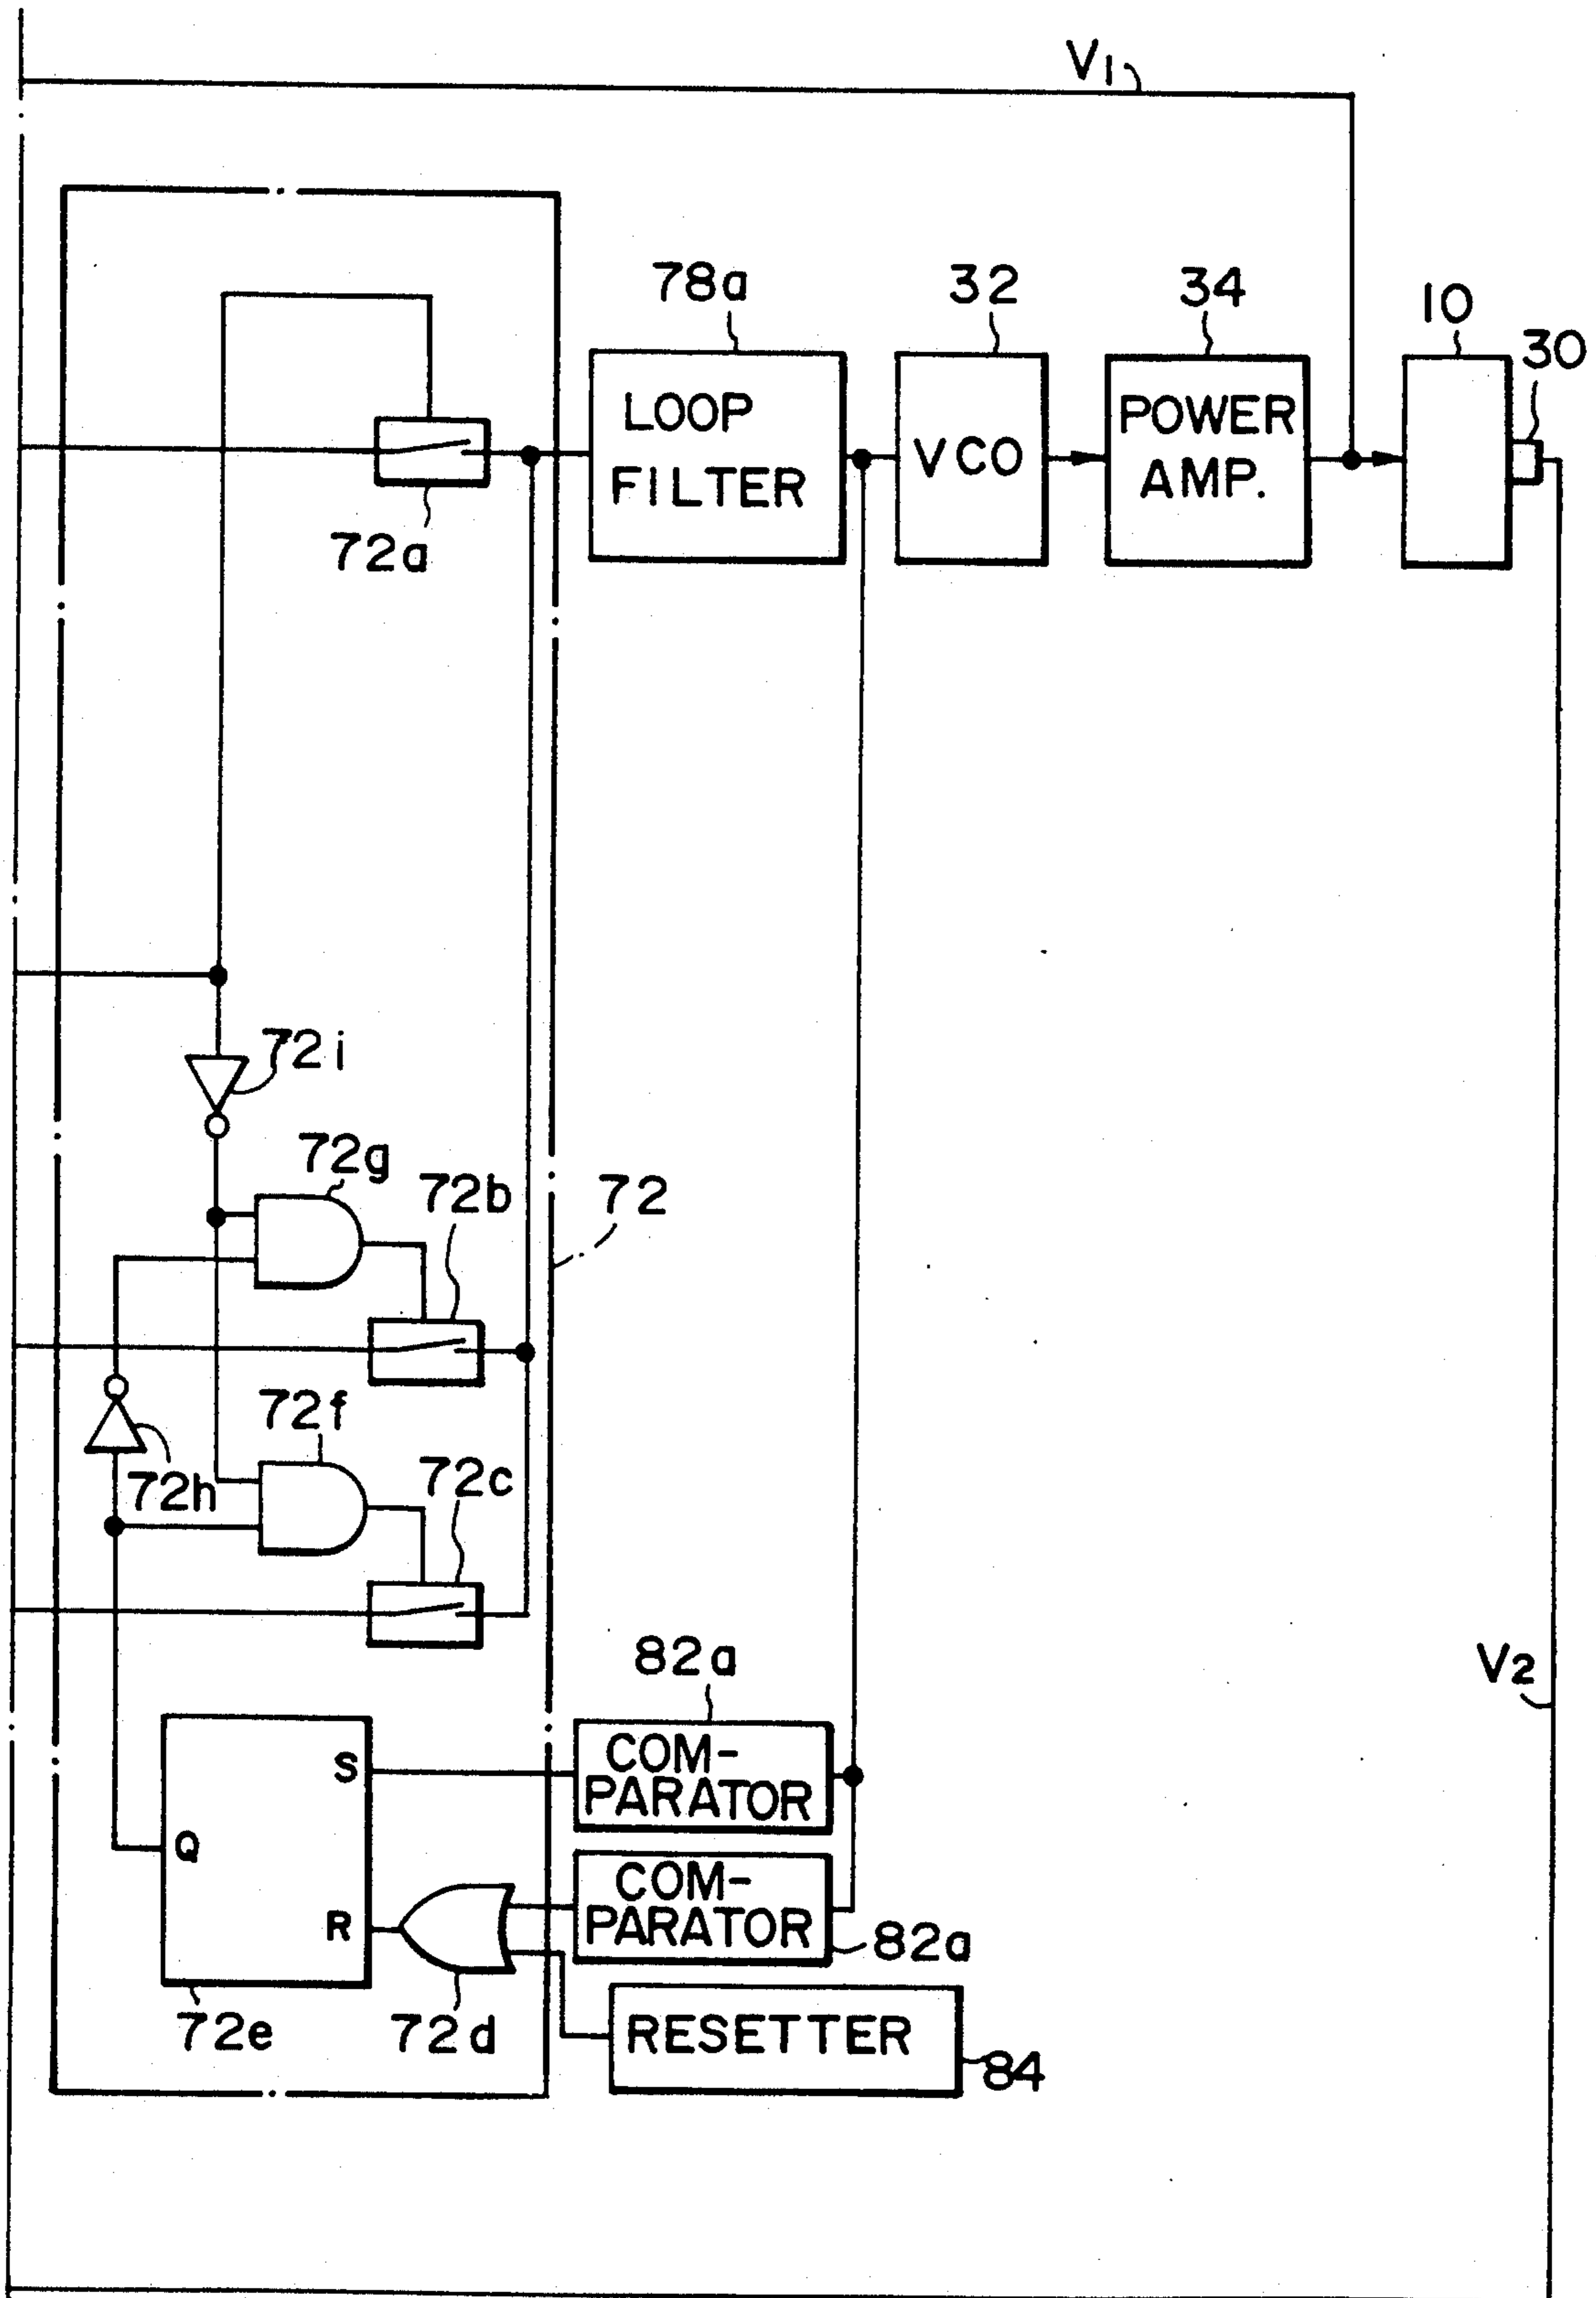 V1
78a
32
34
10
30
LOOP
FILTER
VCO
POWER
AMP.
72a
72i
72g
72b
72
72f
72h
72c
82a
V2
S
COM-
PARATOR
Q
COM-
PARATOR
R
82a
72e
72d
RESETTER
84